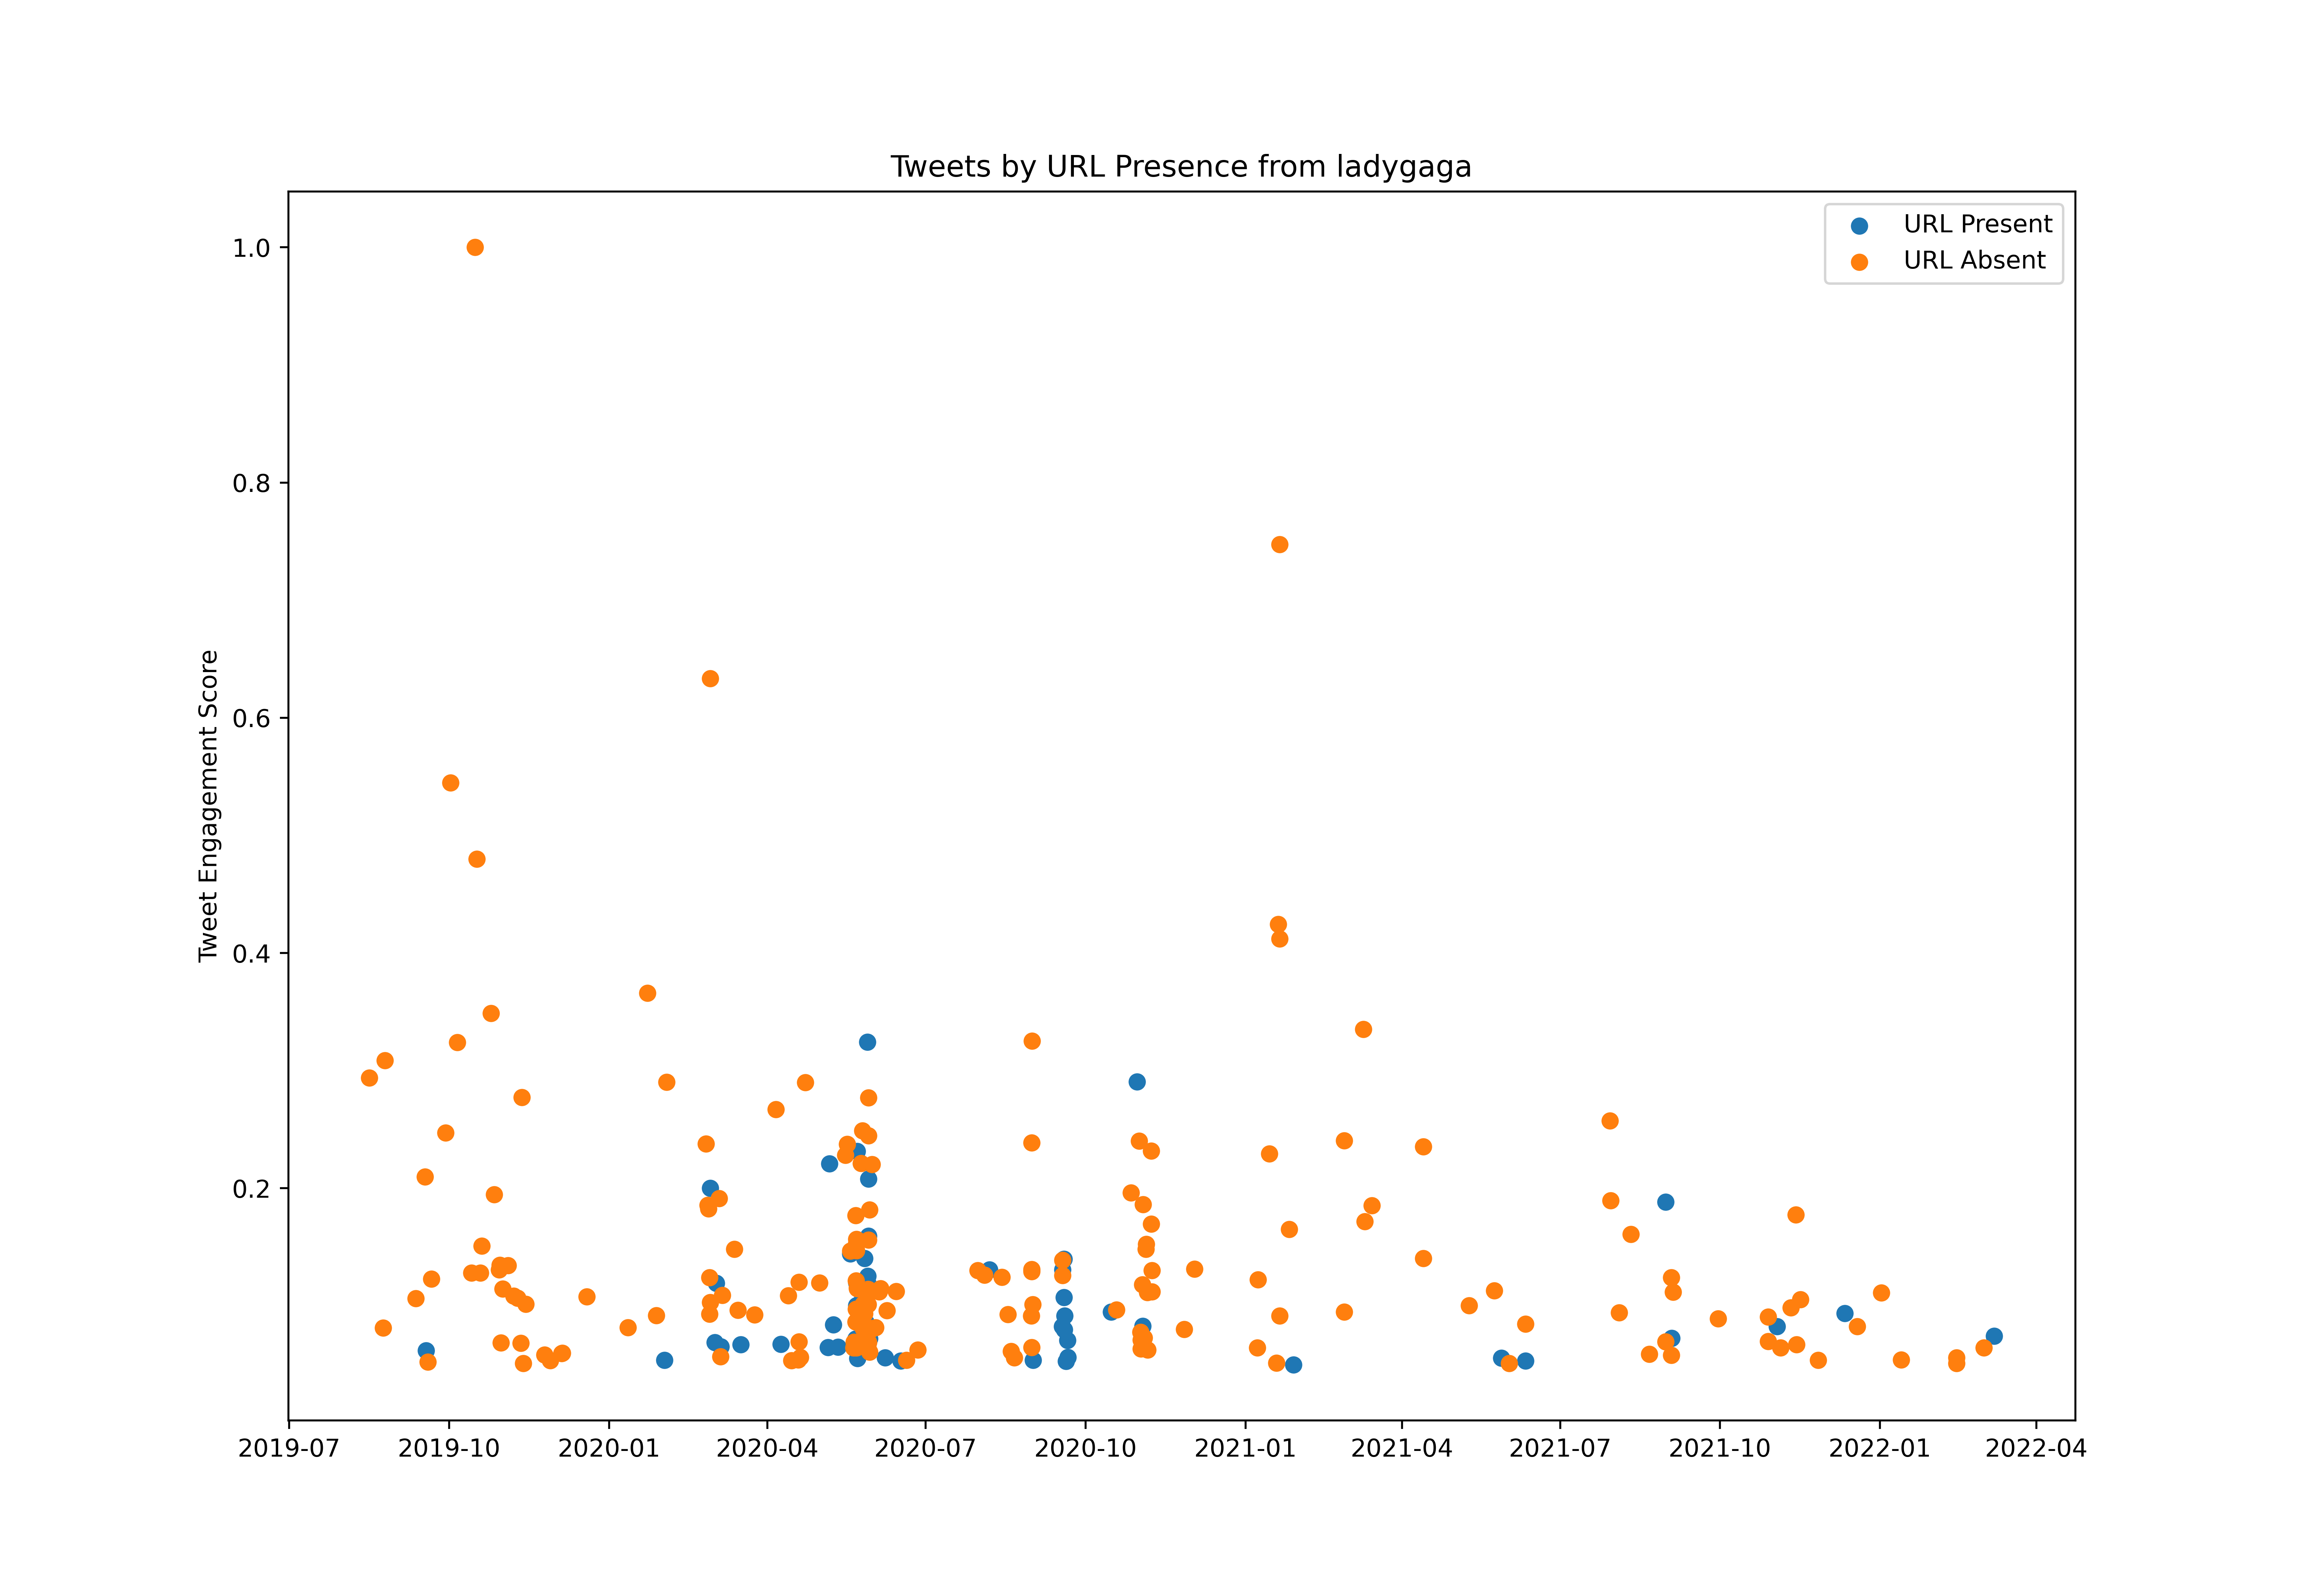 Tweets by URL Presence from ladygaga
URL Present
URL Absent
Tweet Engagement Score
1.0
0.8
0.6
0.4
0.2
2019-07 2019-10 2020-01 2020-04 2020-07 2020-10 2021-01 2021-04 2021-07 2021-10 2022-01 2022-04